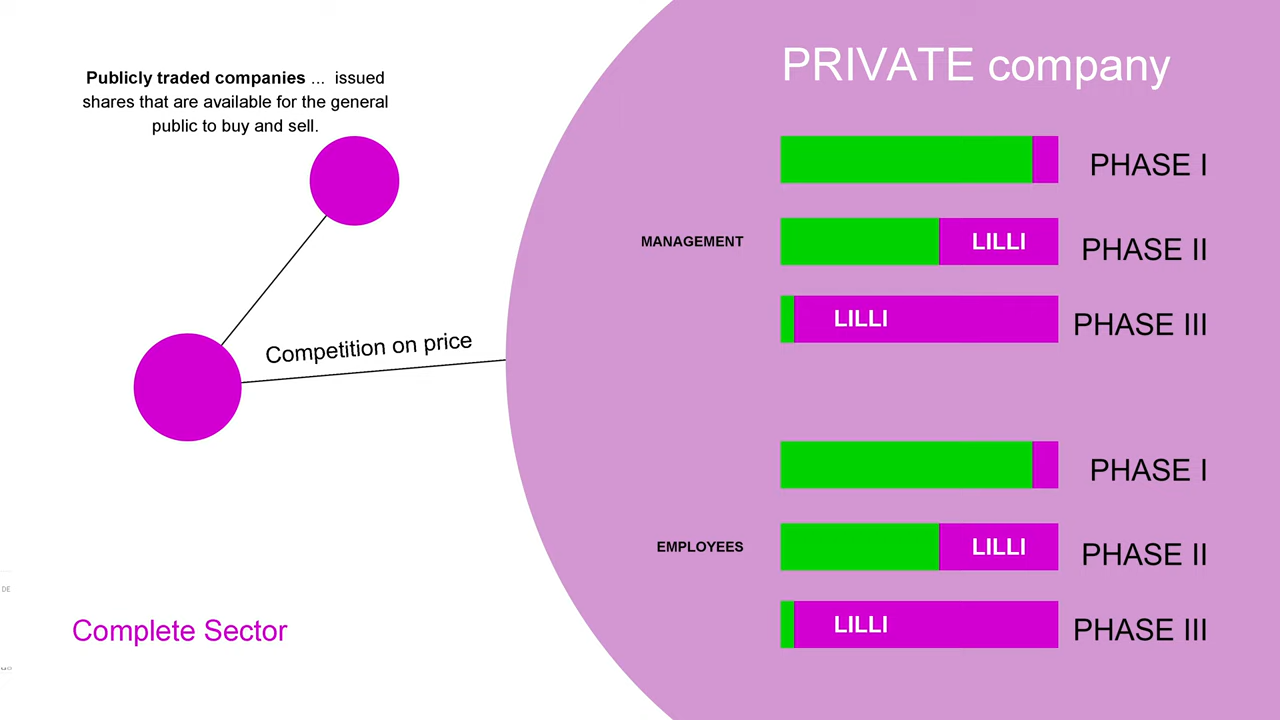 Publicly traded companies ... issued
shares that are available for the general
public to buy and sell.
Competition on price
Complete Sector
DE
PRIVATE company
PHASE I
MANAGEMENT
LILLI
PHASE II
LILLI
PHASE III
PHASE I
EMPLOYEES
LILLI
PHASE II
LILLI
PHASE III